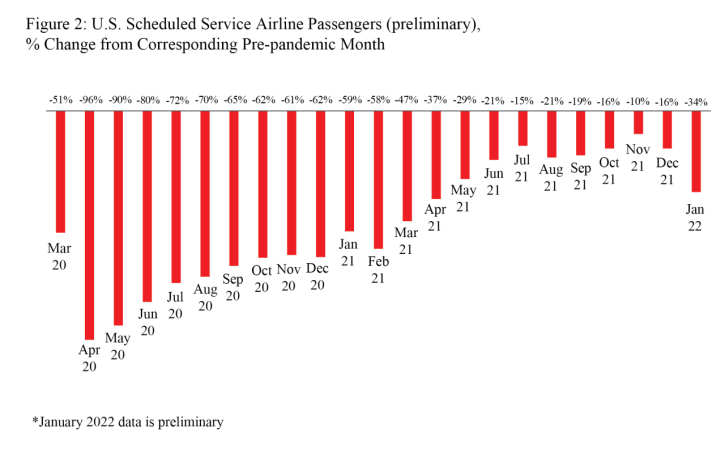 Figure 2: U.S. Scheduled Service Airline Passengers (preliminary),
% Change from Corresponding Pre-pandemic Month
-51% -96% -90% -80% -72% -70% -65% -62% -61% -62% -59% -58% -47% -37% -29% -21% -15% -21% -19% -16% -10% -16% -34%
Mar
20
Apr
20
May
20
Jun
20
Jul
20
Aug
20
Sep
20
Oct
20
Nov
20
Dec
20
Jan
21
Feb
21
Mar
21
Apr
21
May
21
Jun
21
Jul
21
Aug
21
Sep
21
Oct
21
Nov
21
Dec
21
Jan
22
*January 2022 data is preliminary